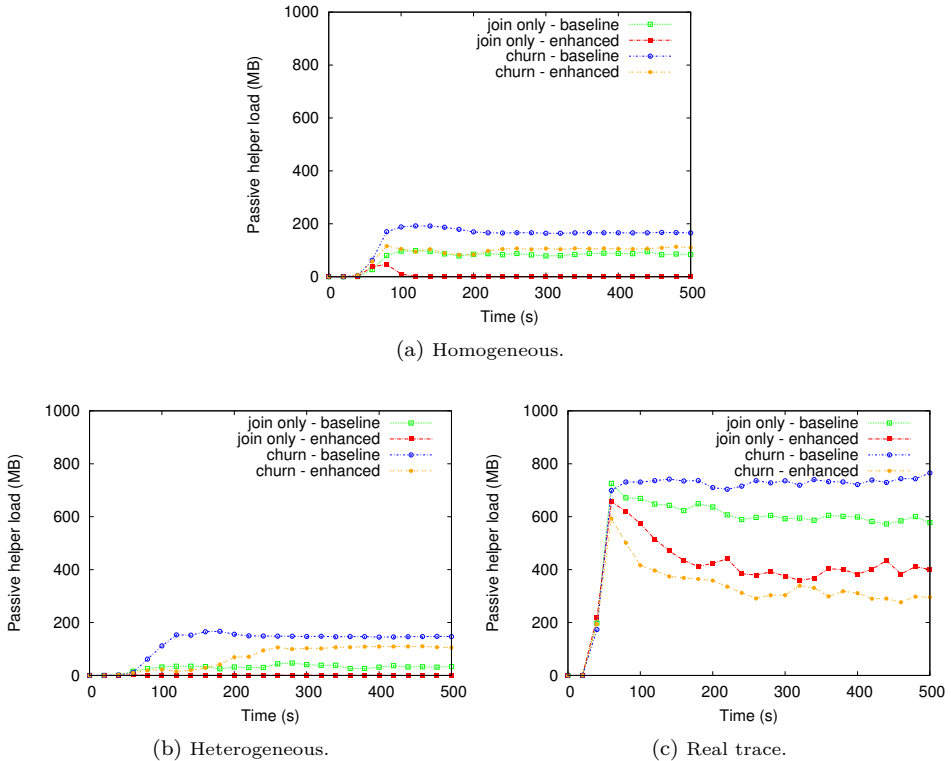 1000
800
600
400
200
0
Passive helper load (MB)
join only - baseline
join only - enhanced
churn - baseline
churn - enhanced
0 100 200 300 400 500
Time (s)
(a) Homogeneous.
1000
800
600
400
200
0
Passive helper load (MB)
join only - baseline
join only - enhanced
churn - baseline
churn - enhanced
0 100 200 300 400 500
Time (s)
(b) Heterogeneous.
1000
800
600
400
200
0
Passive helper load (MB)
join only - baseline
join only - enhanced
churn - baseline
churn - enhanced
0 100 200 300 400 500
Time (s)
(c) Real trace.